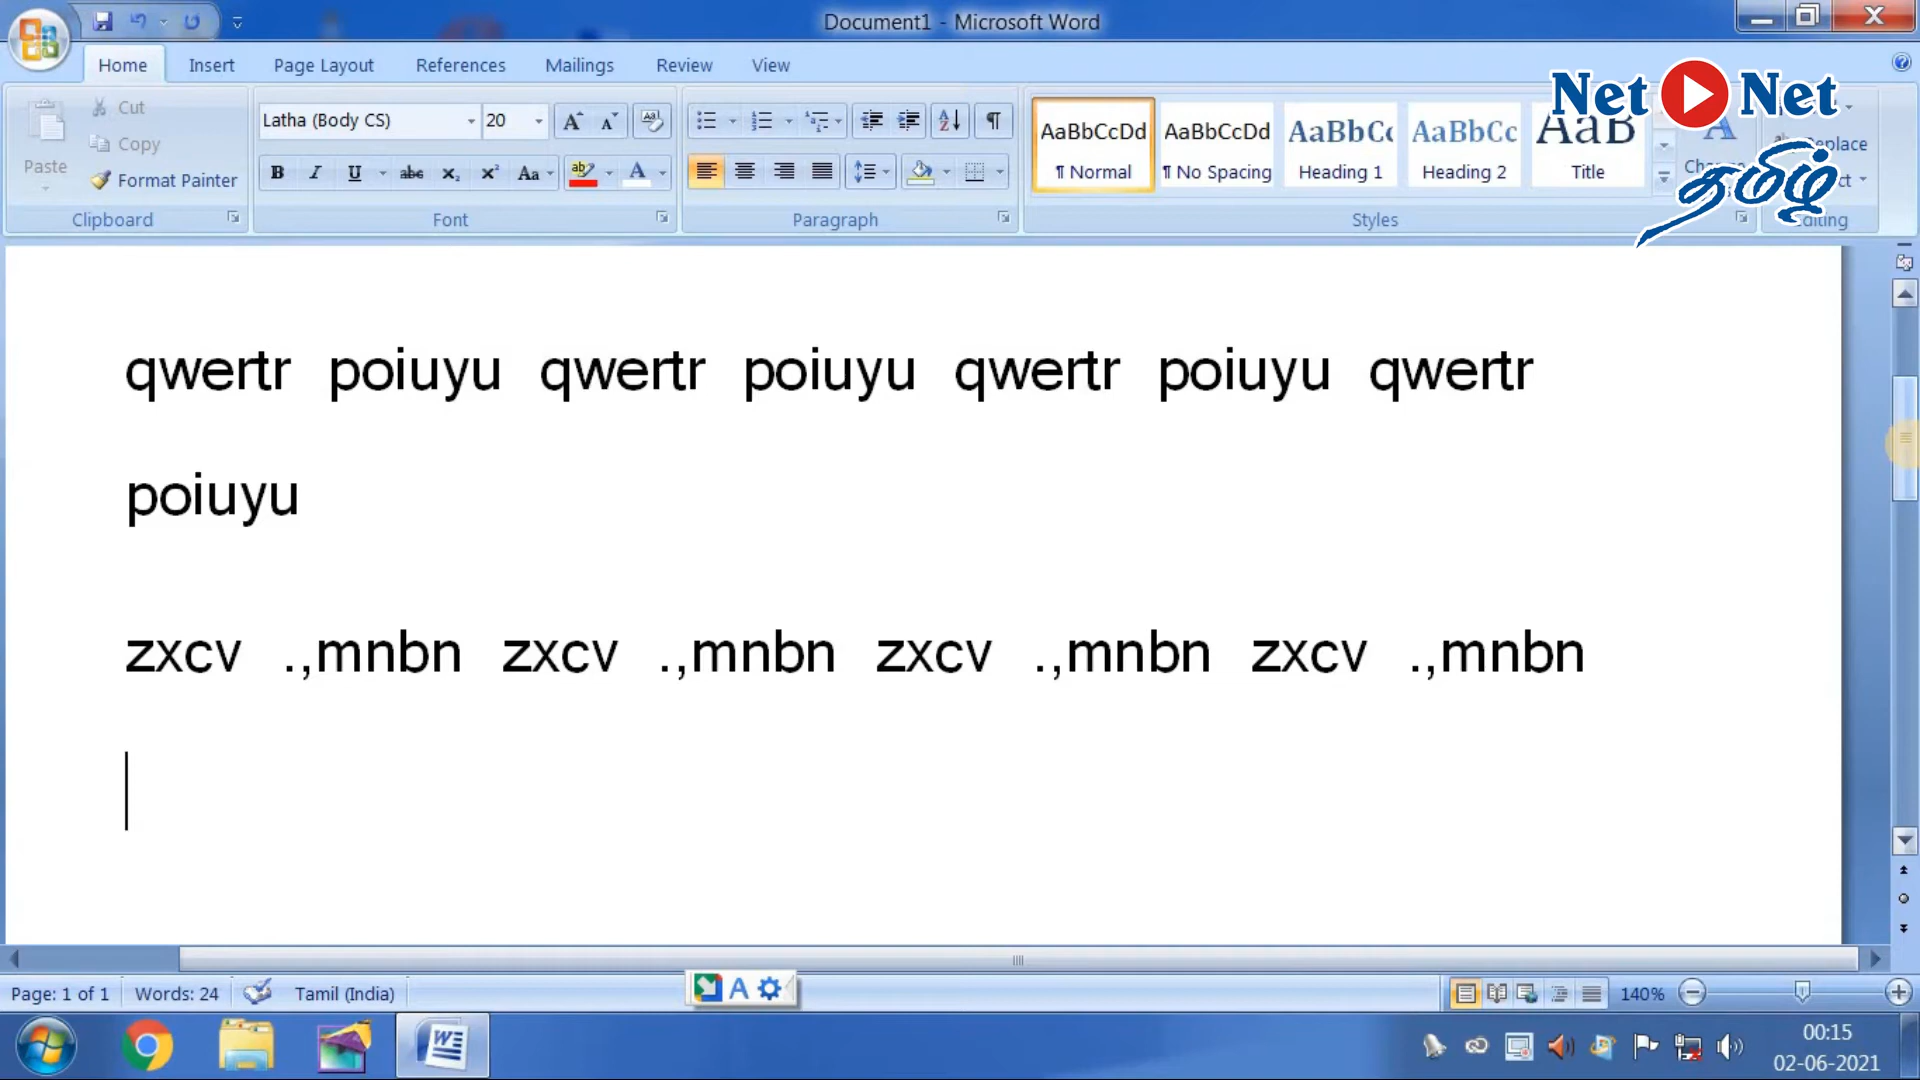 Document1 - Microsoft Word
Home Insert Page Layout References Mailings Review View
Net Net
தமிழ்
Paste
Cut
Copy
Format Painter
Clipboard
Latha (Body CS) 20
Font
Paragraph
AaBbCcDd AaBbCcDd AaBbCc AaBbCc AaB
¶ Normal ¶ No Spacing Heading 1 Heading 2 Title
Styles
Replace
Editing
qwertr poiuyu qwertr poiuyu qwertr poiuyu qwertr
poiuyu
zxcv .,mnbn zxcv .,mnbn zxcv .,mnbn zxcv .,mnbn
Page: 1 of 1 Words: 24 Tamil (India) A 140%
00:15
02-06-2021